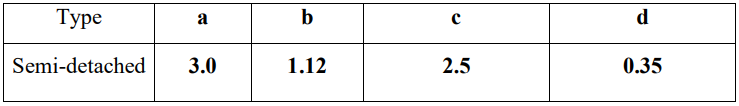 Type a b c d
Semi-detached 3.0 1.12 2.5 0.35